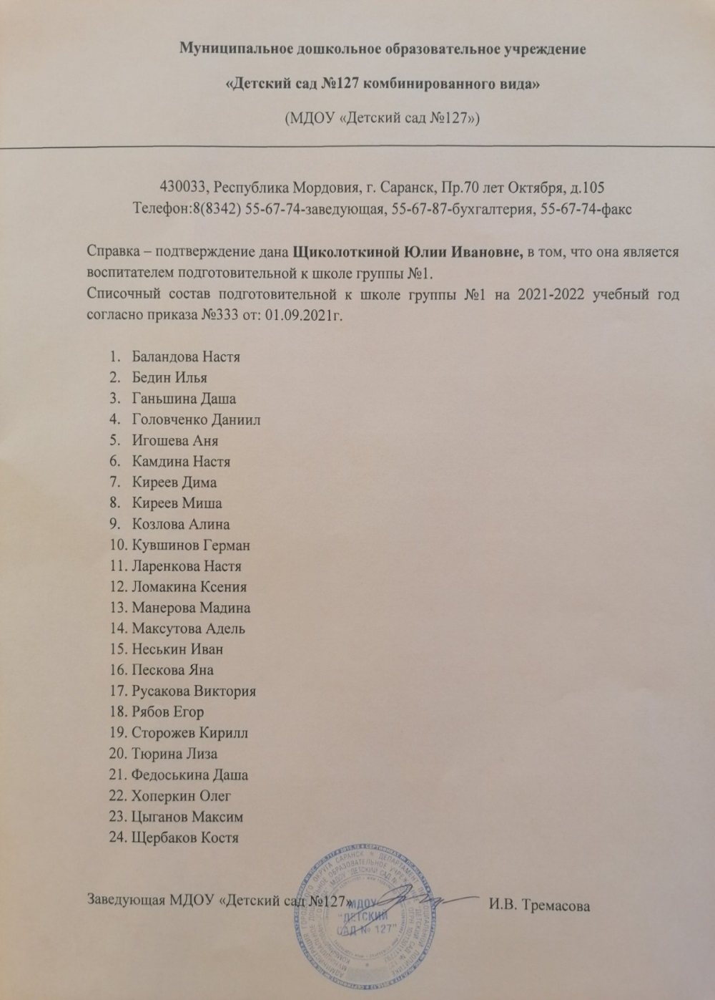 Муниципальное дошкольное образовательное учреждение
«Детский сад №127 комбинированного вида»
(МДОУ «Детский сад №127»)
430033, Республика Мордовия, г. Саранск, Пр.70 лет Октября, д.105
Телефон:8(8342) 55-67-74-заведующая, 55-67-87-бухгалтерия, 55-67-74-факс
Справка – подтверждение дана Щиколоткиной Юлии Ивановне, в том, что она является
воспитателем подготовительной к школе группы №1.
Списочный состав подготовительной к школе группы №1 на 2021-2022 учебный год
согласно приказа №333 от: 01.09.2021г.
1. Баландова Настя
2. Бедин Илья
3. Ганьшина Даша
4. Головченко Даниил
5. Игошева Аня
6. Камдина Настя
7. Киреев Дима
8. Киреев Миша
9. Козлова Алина
10. Кувшинов Герман
11. Ларенкова Настя
12. Ломакина Ксения
13. Манерова Мадина
14. Максутова Адель
15. Неськин Иван
16. Пескова Яна
17. Русакова Виктория
18. Рябов Егор
19. Сторожев Кирилл
20. Тюрина Лиза
21. Федоськина Даша
22. Хоперкин Олег
23. Цыганов Максим
24. Щербаков Костя
Заведующая МДОУ «Детский сад №127»
И.В. Тремасова
МДОУ
"ДЕТСКИЙ
САД № 127"